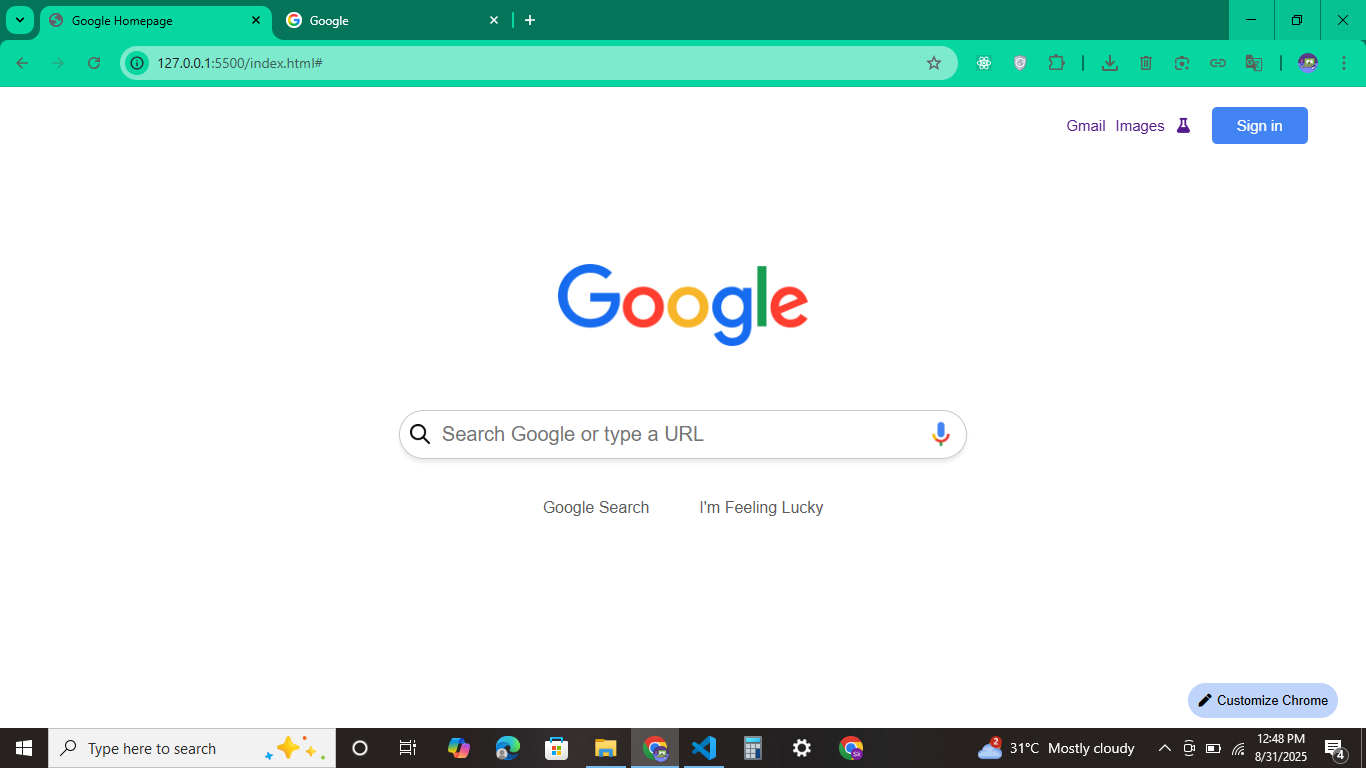 Google Homepage
Google
127.0.0.1:5500/index.html#
Gmail Images
Sign in
Google
Search Google or type a URL
Google Search I'm Feeling Lucky
Customize Chrome
Type here to search
2
31°C Mostly cloudy
12:48 PM
8/31/2025
4